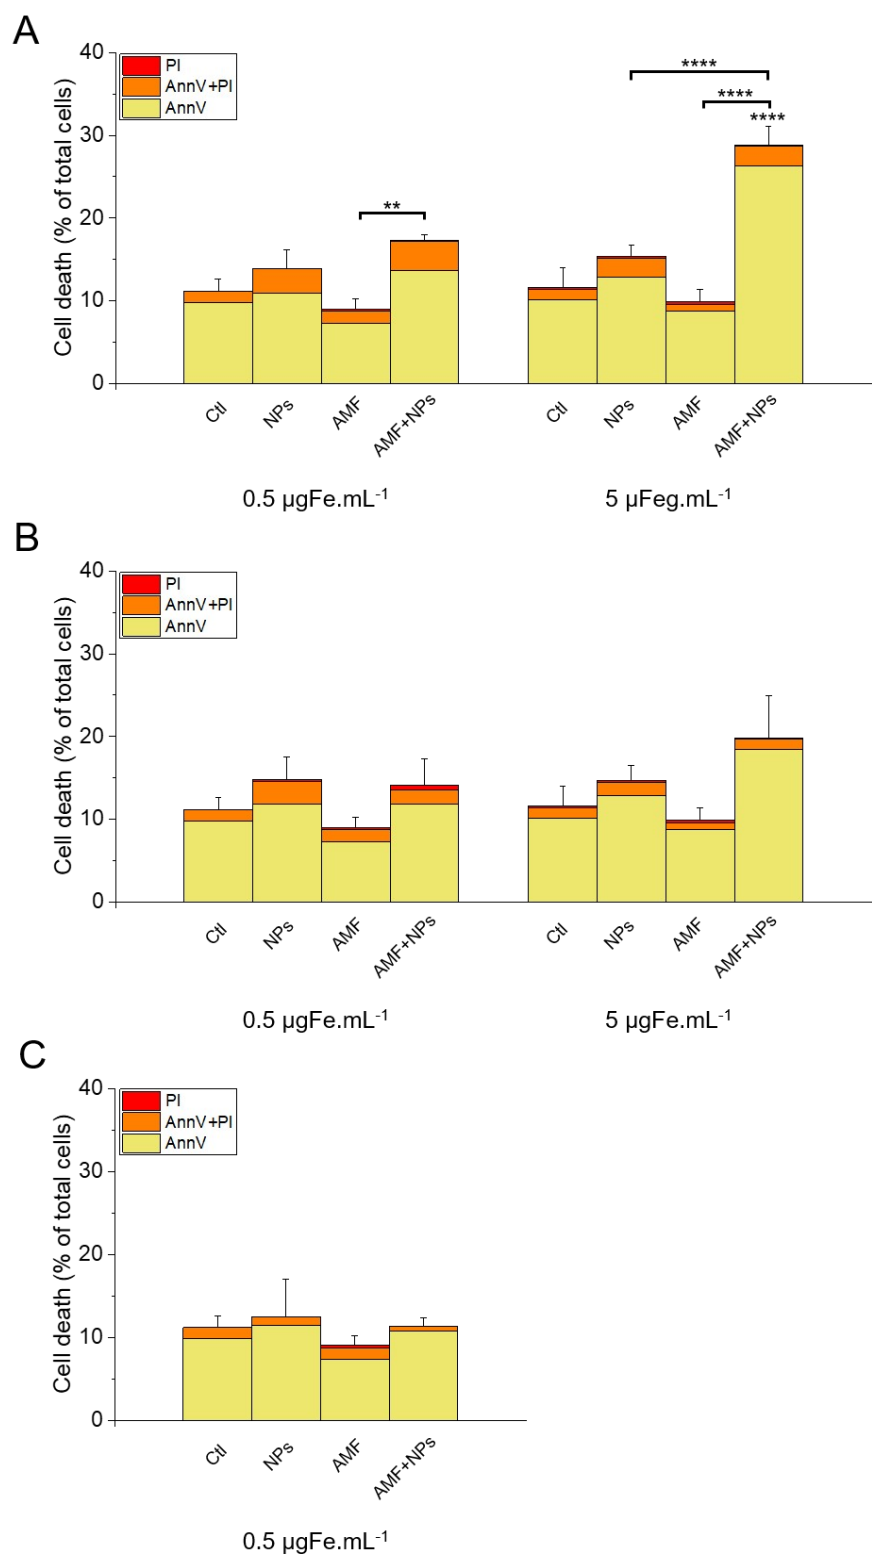 A
Cell death (% of total cells)
40
30
20
10
0
PI
AnnV+PI
AnnV
**
****
****
****
Ctl
NPs
AMF
AMF+NPs
Ctl
NPs
AMF
AMF+NPs
0.5 µgFe.mL⁻¹
5 µFeg.mL⁻¹
B
Cell death (% of total cells)
40
30
20
10
0
PI
AnnV+PI
AnnV
Ctl
NPs
AMF
AMF+NPs
Ctl
NPs
AMF
AMF+NPs
0.5 µgFe.mL⁻¹
5 µgFe.mL⁻¹
C
Cell death (% of total cells)
40
30
20
10
0
PI
AnnV+PI
AnnV
Ctl
NPs
AMF
AMF+NPs
0.5 µgFe.mL⁻¹